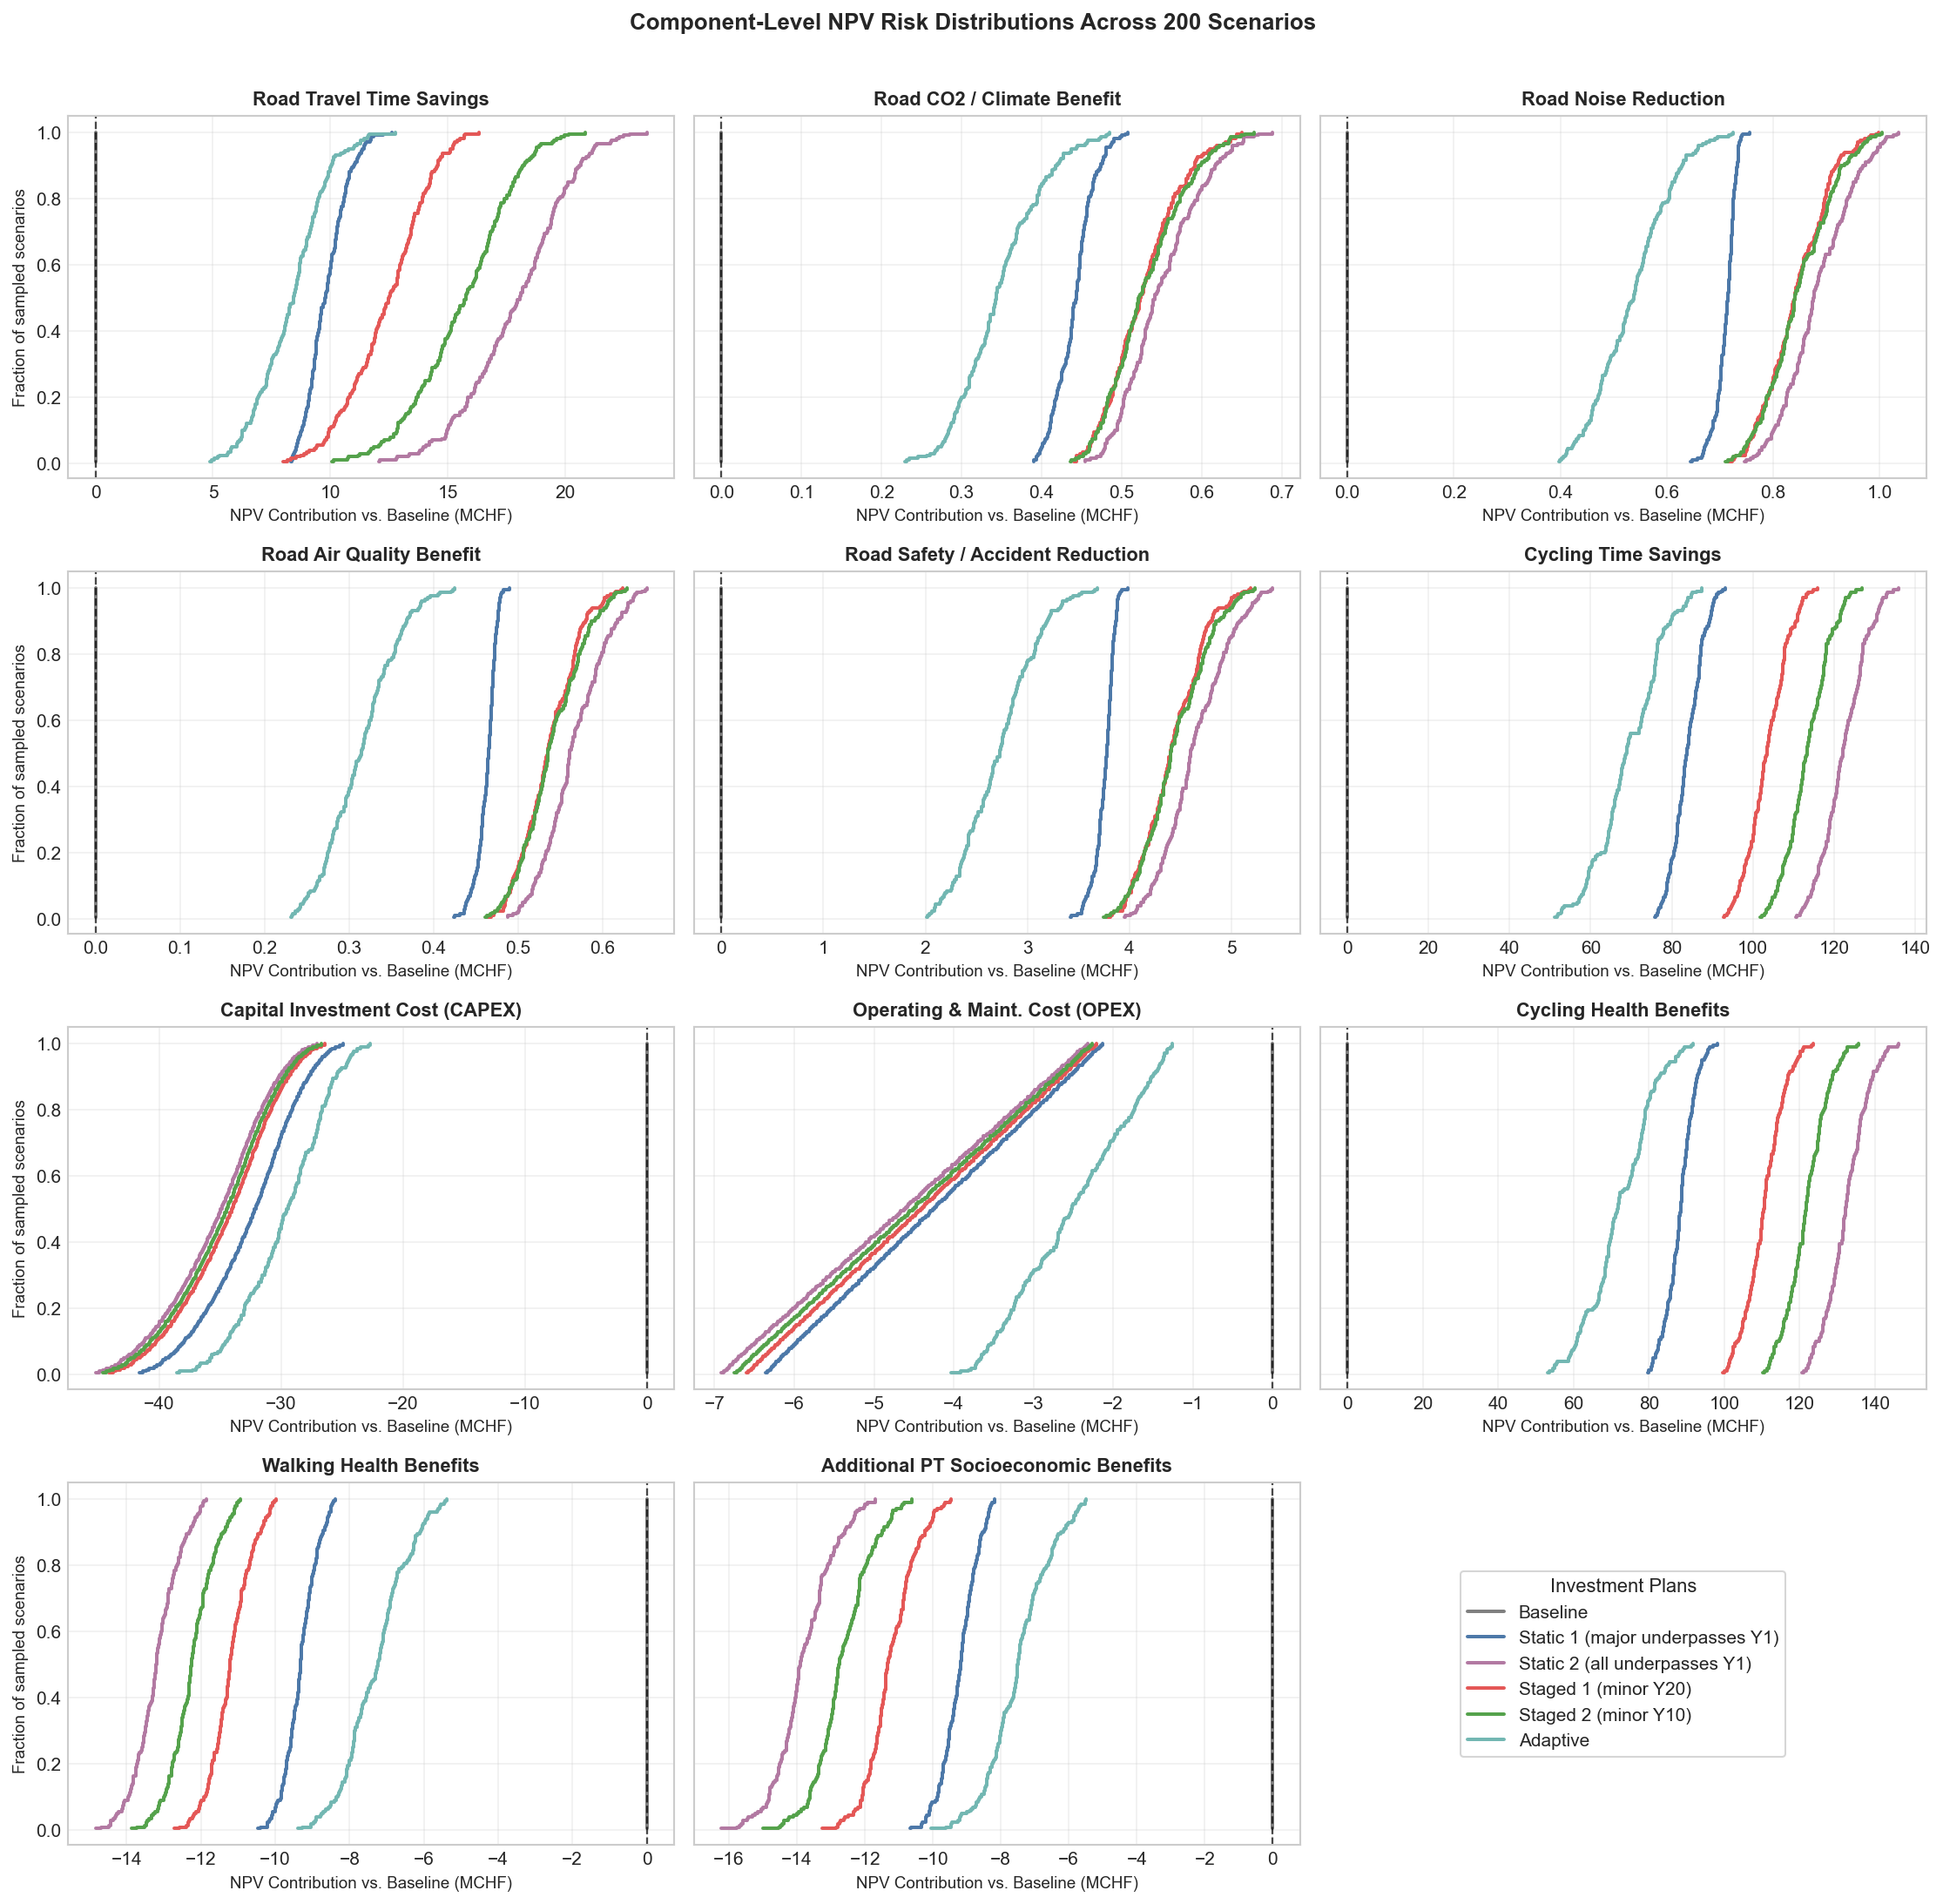 Component-Level NPV Risk Distributions Across 200 Scenarios
Road Travel Time Savings
Road CO2 / Climate Benefit
Road Noise Reduction
Fraction of sampled scenarios
1.0
0.8
0.6
0.4
0.2
0.0
0 5 10 15 20
0.0 0.1 0.2 0.3 0.4 0.5 0.6 0.7
0.0 0.2 0.4 0.6 0.8 1.0
NPV Contribution vs. Baseline (MCHF)
NPV Contribution vs. Baseline (MCHF)
NPV Contribution vs. Baseline (MCHF)
Road Air Quality Benefit
Road Safety / Accident Reduction
Cycling Time Savings
Fraction of sampled scenarios
1.0
0.8
0.6
0.4
0.2
0.0
0.0 0.1 0.2 0.3 0.4 0.5 0.6
0 1 2 3 4 5
0 20 40 60 80 100 120 140
NPV Contribution vs. Baseline (MCHF)
NPV Contribution vs. Baseline (MCHF)
NPV Contribution vs. Baseline (MCHF)
Capital Investment Cost (CAPEX)
Operating & Maint. Cost (OPEX)
Cycling Health Benefits
Fraction of sampled scenarios
1.0
0.8
0.6
0.4
0.2
0.0
−40 −30 −20 −10 0
−7 −6 −5 −4 −3 −2 −1 0
0 20 40 60 80 100 120 140
NPV Contribution vs. Baseline (MCHF)
NPV Contribution vs. Baseline (MCHF)
NPV Contribution vs. Baseline (MCHF)
Walking Health Benefits
Additional PT Socioeconomic Benefits
Fraction of sampled scenarios
1.0
0.8
0.6
0.4
0.2
0.0
−14 −12 −10 −8 −6 −4 −2 0
−16 −14 −12 −10 −8 −6 −4 −2 0
NPV Contribution vs. Baseline (MCHF)
NPV Contribution vs. Baseline (MCHF)
Investment Plans
Baseline
Static 1 (major underpasses Y1)
Static 2 (all underpasses Y1)
Staged 1 (minor Y20)
Staged 2 (minor Y10)
Adaptive